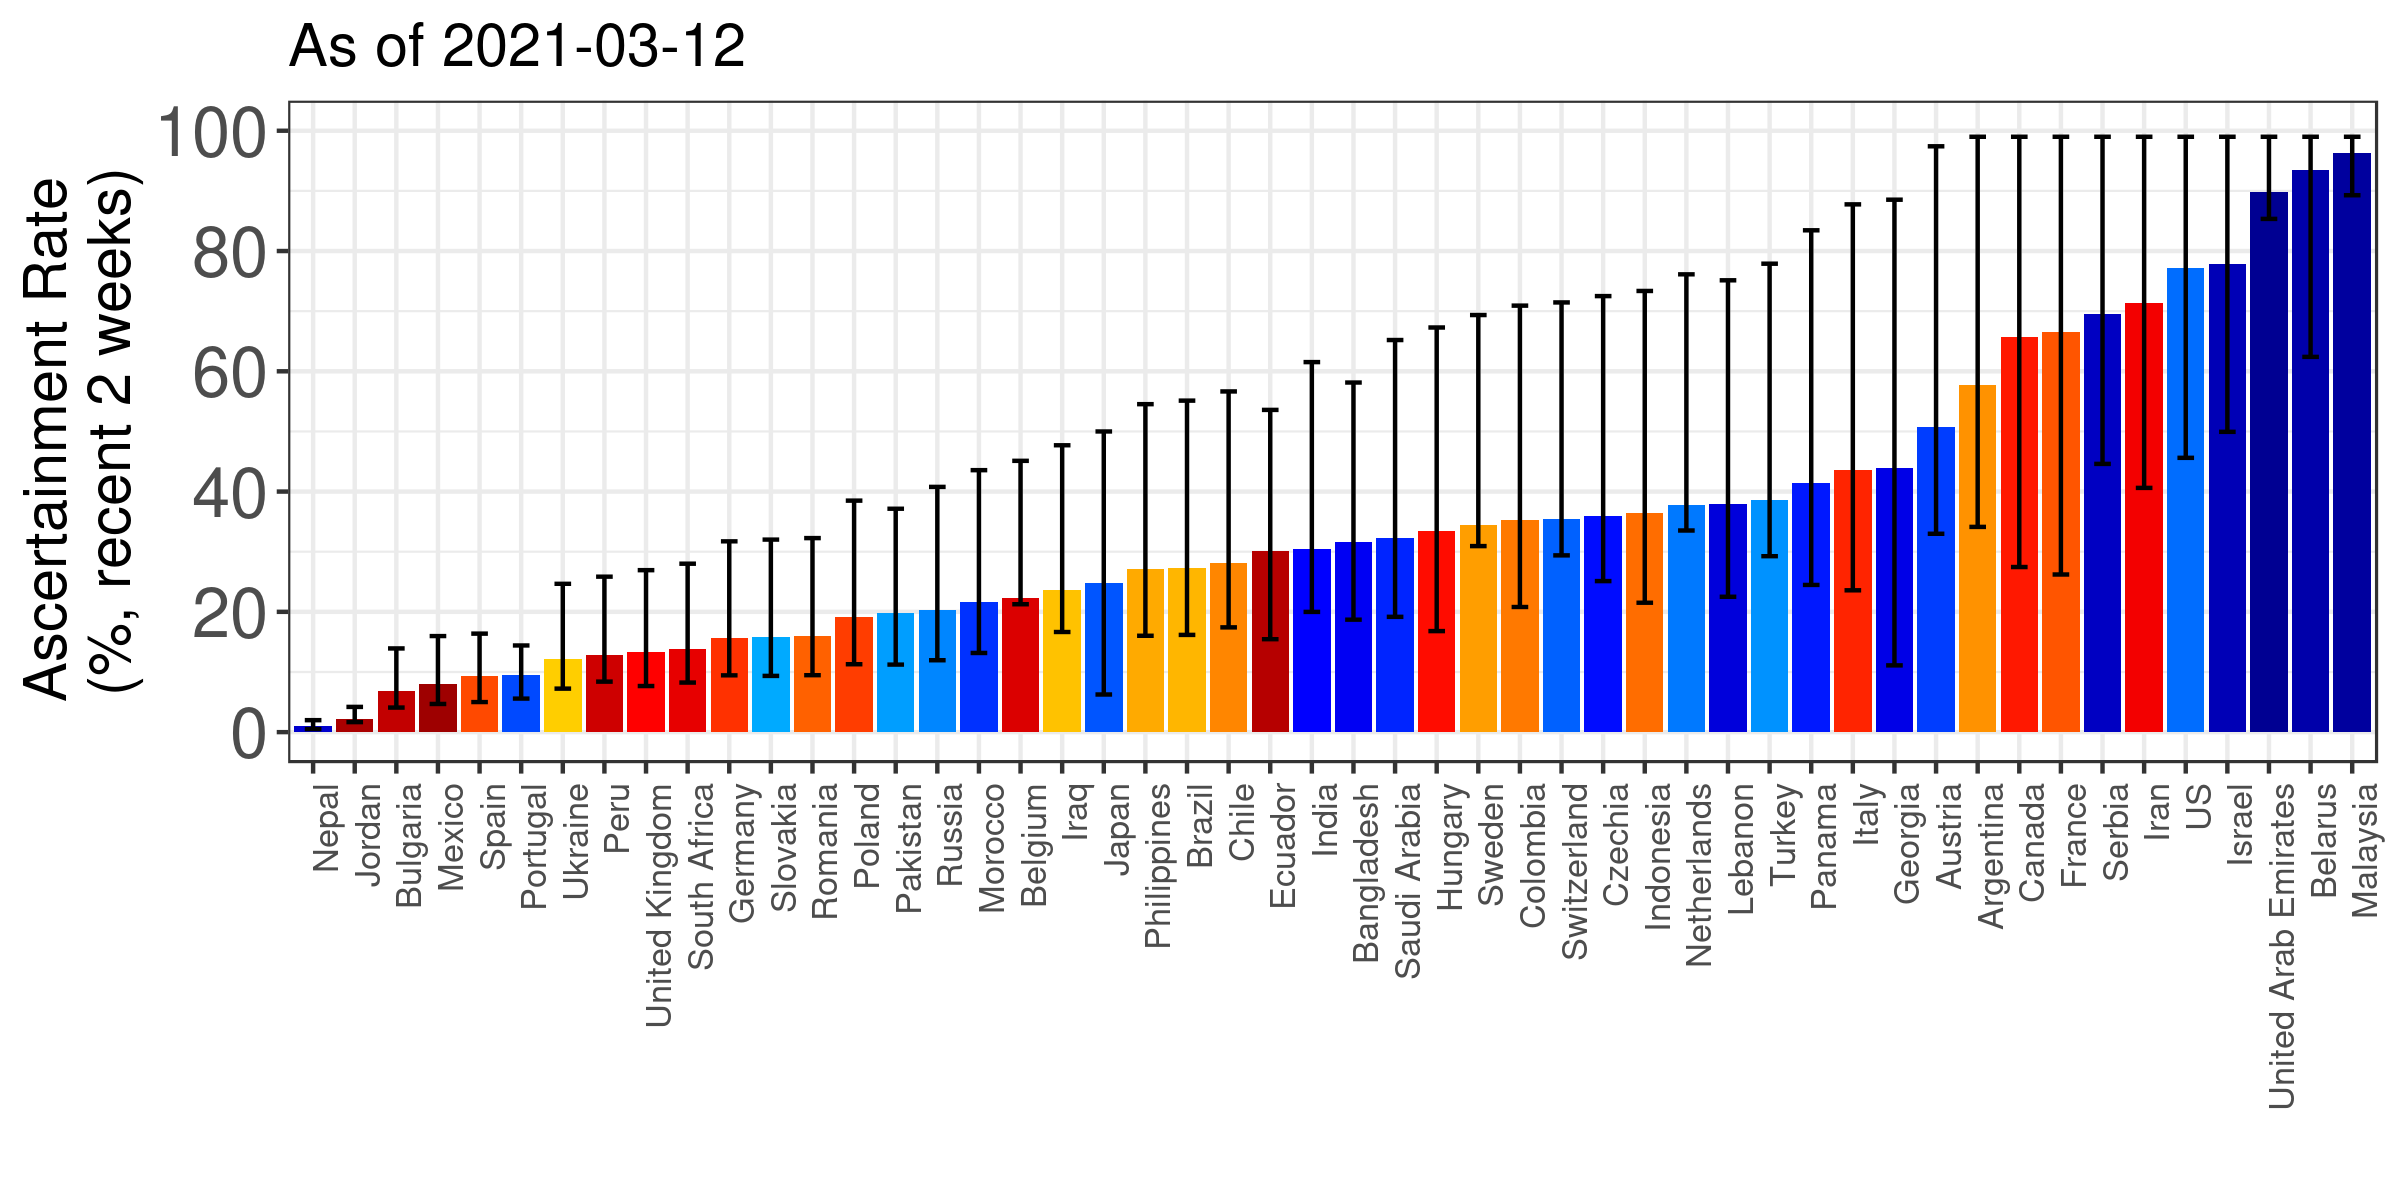 As of 2021-03-12
Ascertainment Rate
(%, recent 2 weeks)
100
80
60
40
20
0
Nepal
Jordan
Bulgaria
Mexico
Spain
Portugal
Ukraine
Peru
United Kingdom
South Africa
Germany
Slovakia
Romania
Poland
Pakistan
Russia
Morocco
Belgium
Iraq
Japan
Philippines
Brazil
Chile
Ecuador
India
Bangladesh
Saudi Arabia
Hungary
Sweden
Colombia
Switzerland
Czechia
Indonesia
Netherlands
Lebanon
Turkey
Panama
Italy
Georgia
Austria
Argentina
Canada
France
Serbia
Iran
US
Israel
United Arab Emirates
Belarus
Malaysia